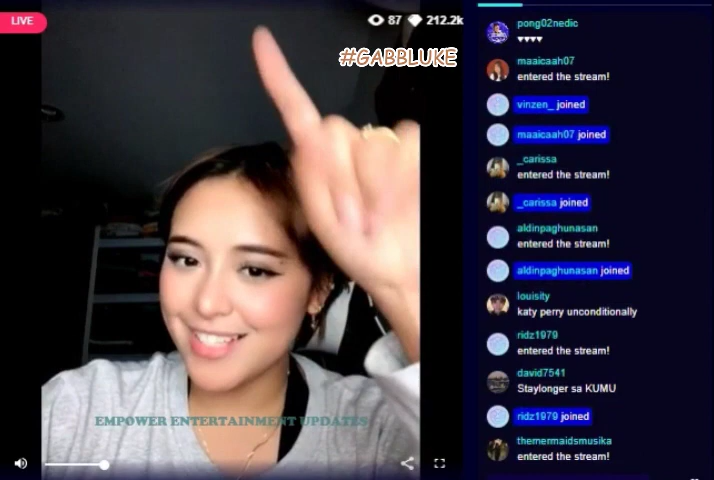 LIVE
87 212.2k
#GABBLUKE
EMPOWER ENTERTAINMENT UPDATES
pong02nedic
♥♥♥♥
maaicaah07
entered the stream!
vinzen_ joined
maaicaah07 joined
_carissa
entered the stream!
_carissa joined
aldinpaghunasan
entered the stream!
aldinpaghunasan joined
louisity
katy perry unconditionally
ridz1979
entered the stream!
david7541
Staylonger sa KUMU
ridz1979 joined
themermaidsmusika
entered the stream!